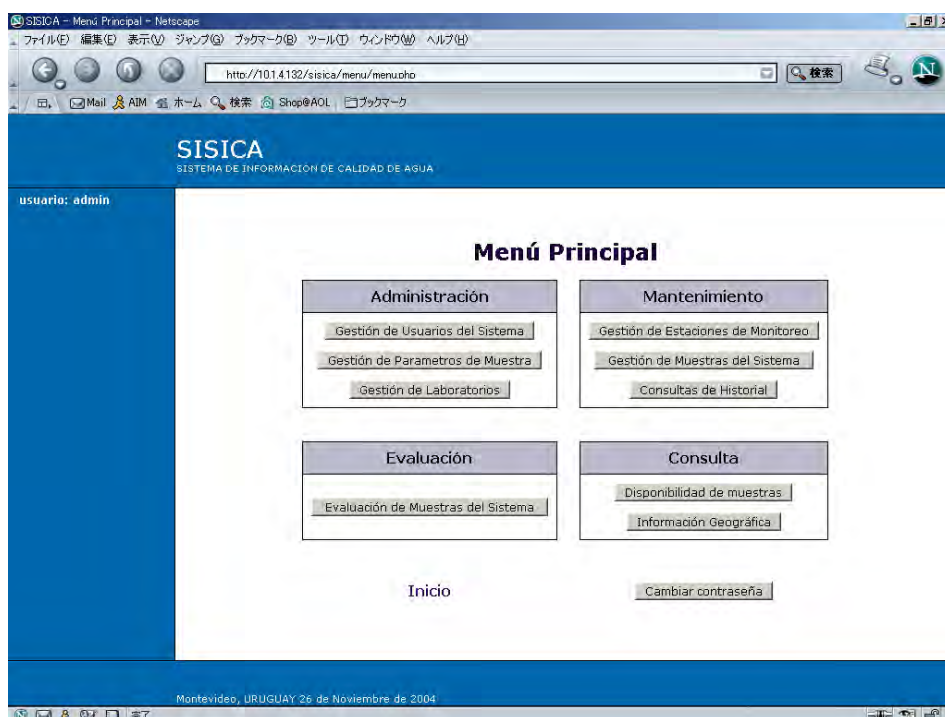 SISICA - Menú Principal - Netscape
ファイル(F) 編集(E) 表示(V) ジャンプ(G) ブックマーク(B) ツール(T) ウィンドウ(W) ヘルプ(H)
http://10.1.4.132/sisica/menu/menu.php
検索
N
Mail AIM ホーム 検索 Shop@AOL ブックマーク
SISICA
SISTEMA DE INFORMACION DE CALIDAD DE AGUA
usuario: admin
Menú Principal
Administración
Gestión de Usuarios del Sistema
Gestión de Parametros de Muestra
Gestión de Laboratorios
Mantenimiento
Gestión de Estaciones de Monitoreo
Gestión de Muestras del Sistema
Consultas de Historial
Evaluación
Evaluación de Muestras del Sistema
Consulta
Disponibilidad de muestras
Información Geográfica
Inicio
Cambiar contraseña
Montevideo, URUGUAY 26 de Noviembre de 2004
完了